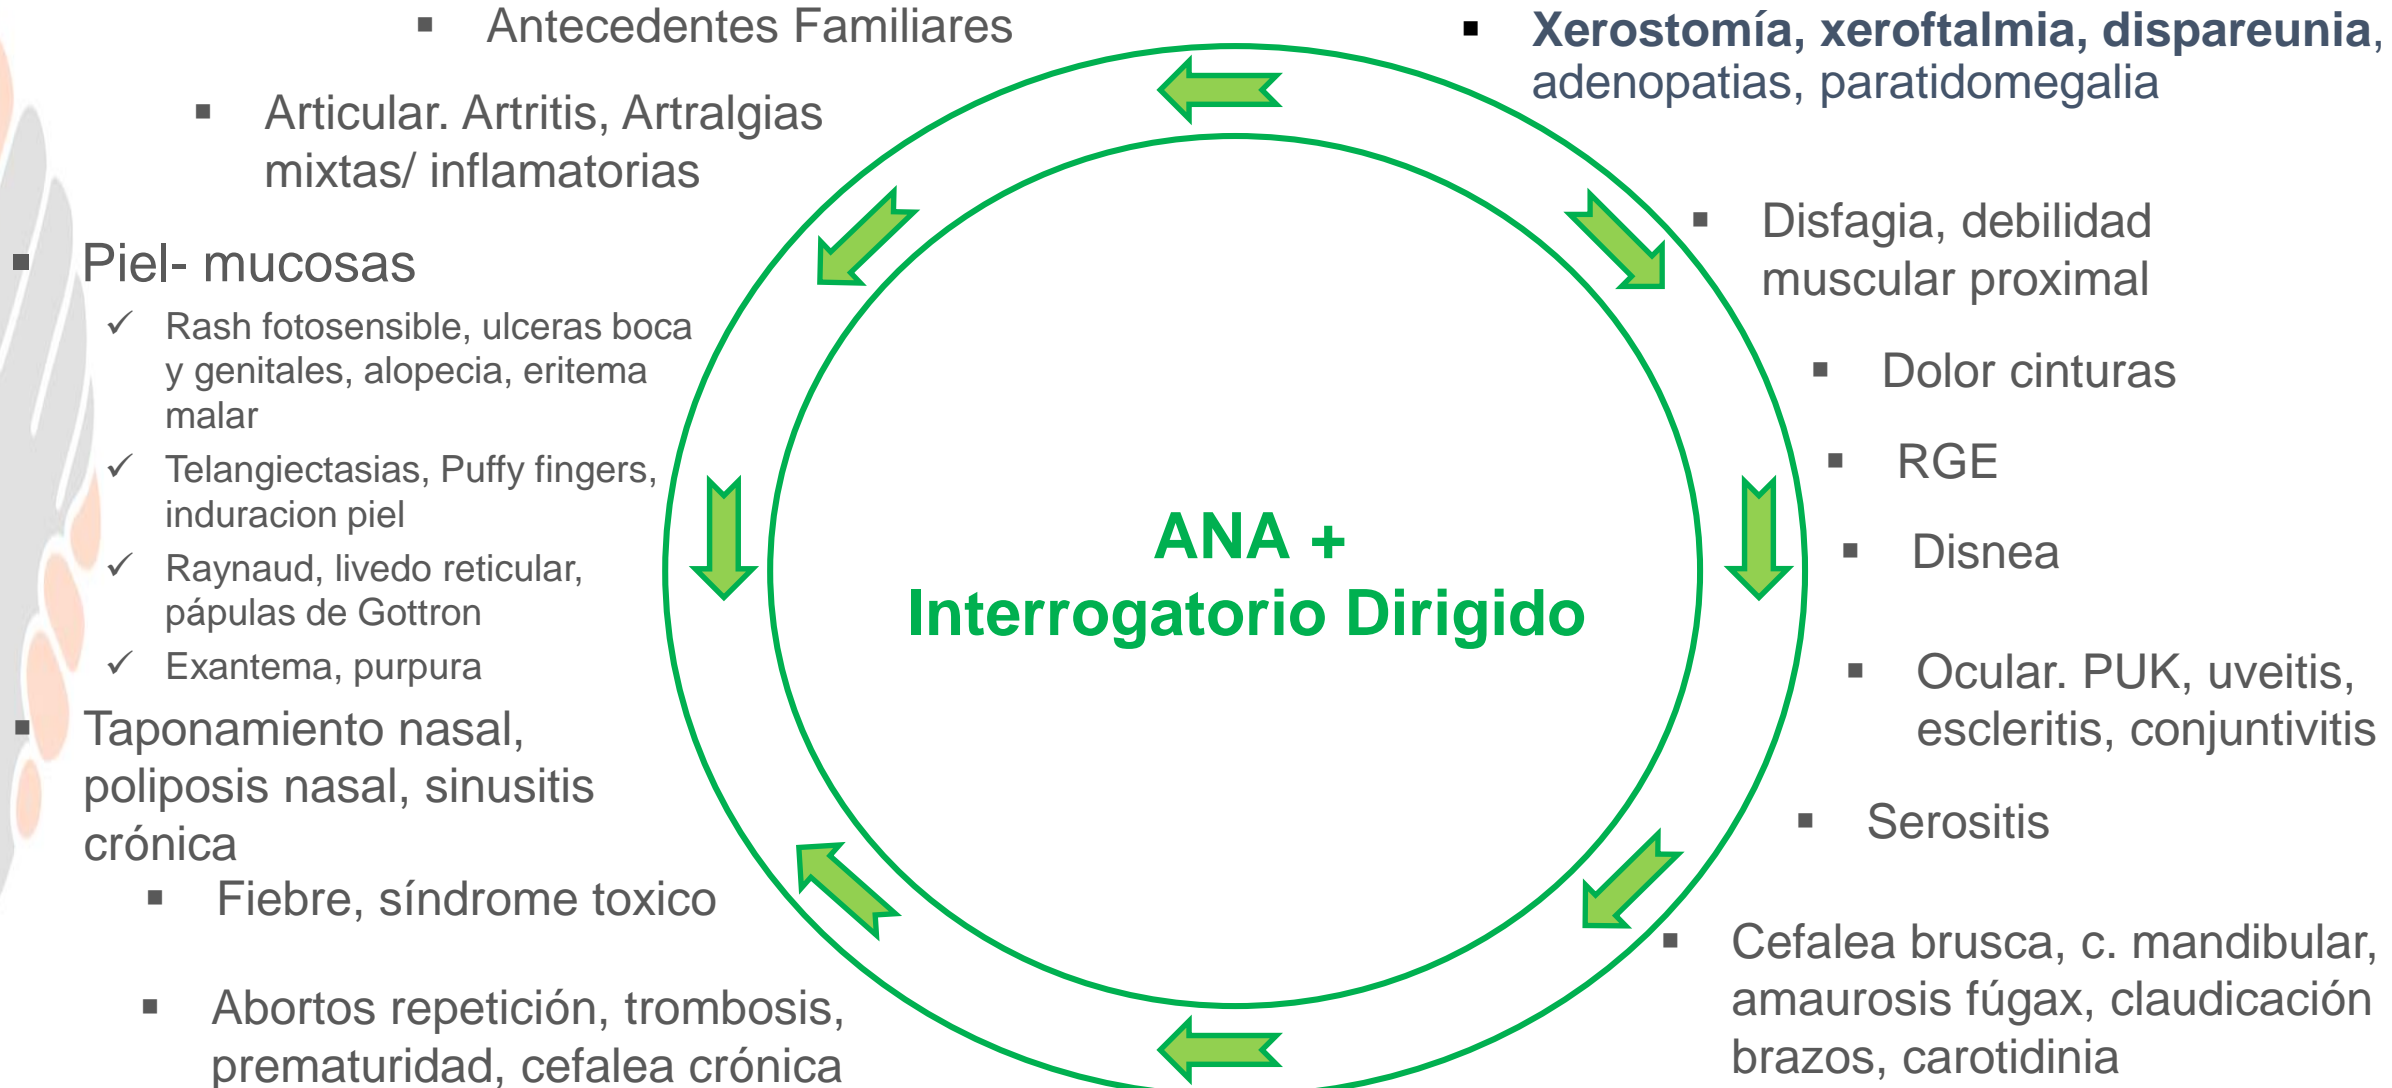 ▪ Antecedentes Familiares
▪ Articular. Artritis, Artralgias
mixtas/ inflamatorias
▪ Piel- mucosas
✓ Rash fotosensible, ulceras boca
y genitales, alopecia, eritema
malar
✓ Telangiectasias, Puffy fingers,
induracion piel
✓ Raynaud, livedo reticular,
pápulas de Gottron
✓ Exantema, purpura
▪ Taponamiento nasal,
poliposis nasal, sinusitis
crónica
▪ Fiebre, síndrome toxico
▪ Abortos repetición, trombosis,
prematuridad, cefalea crónica
ANA +
Interrogatorio Dirigido
▪ Xerostomía, xeroftalmia, dispareunia,
adenopatias, paratidomegalia
▪ Disfagia, debilidad
muscular proximal
▪ Dolor cinturas
▪ RGE
▪ Disnea
▪ Ocular. PUK, uveitis,
escleritis, conjuntivitis
▪ Serositis
▪ Cefalea brusca, c. mandibular,
amaurosis fúgax, claudicación
brazos, carotidinia